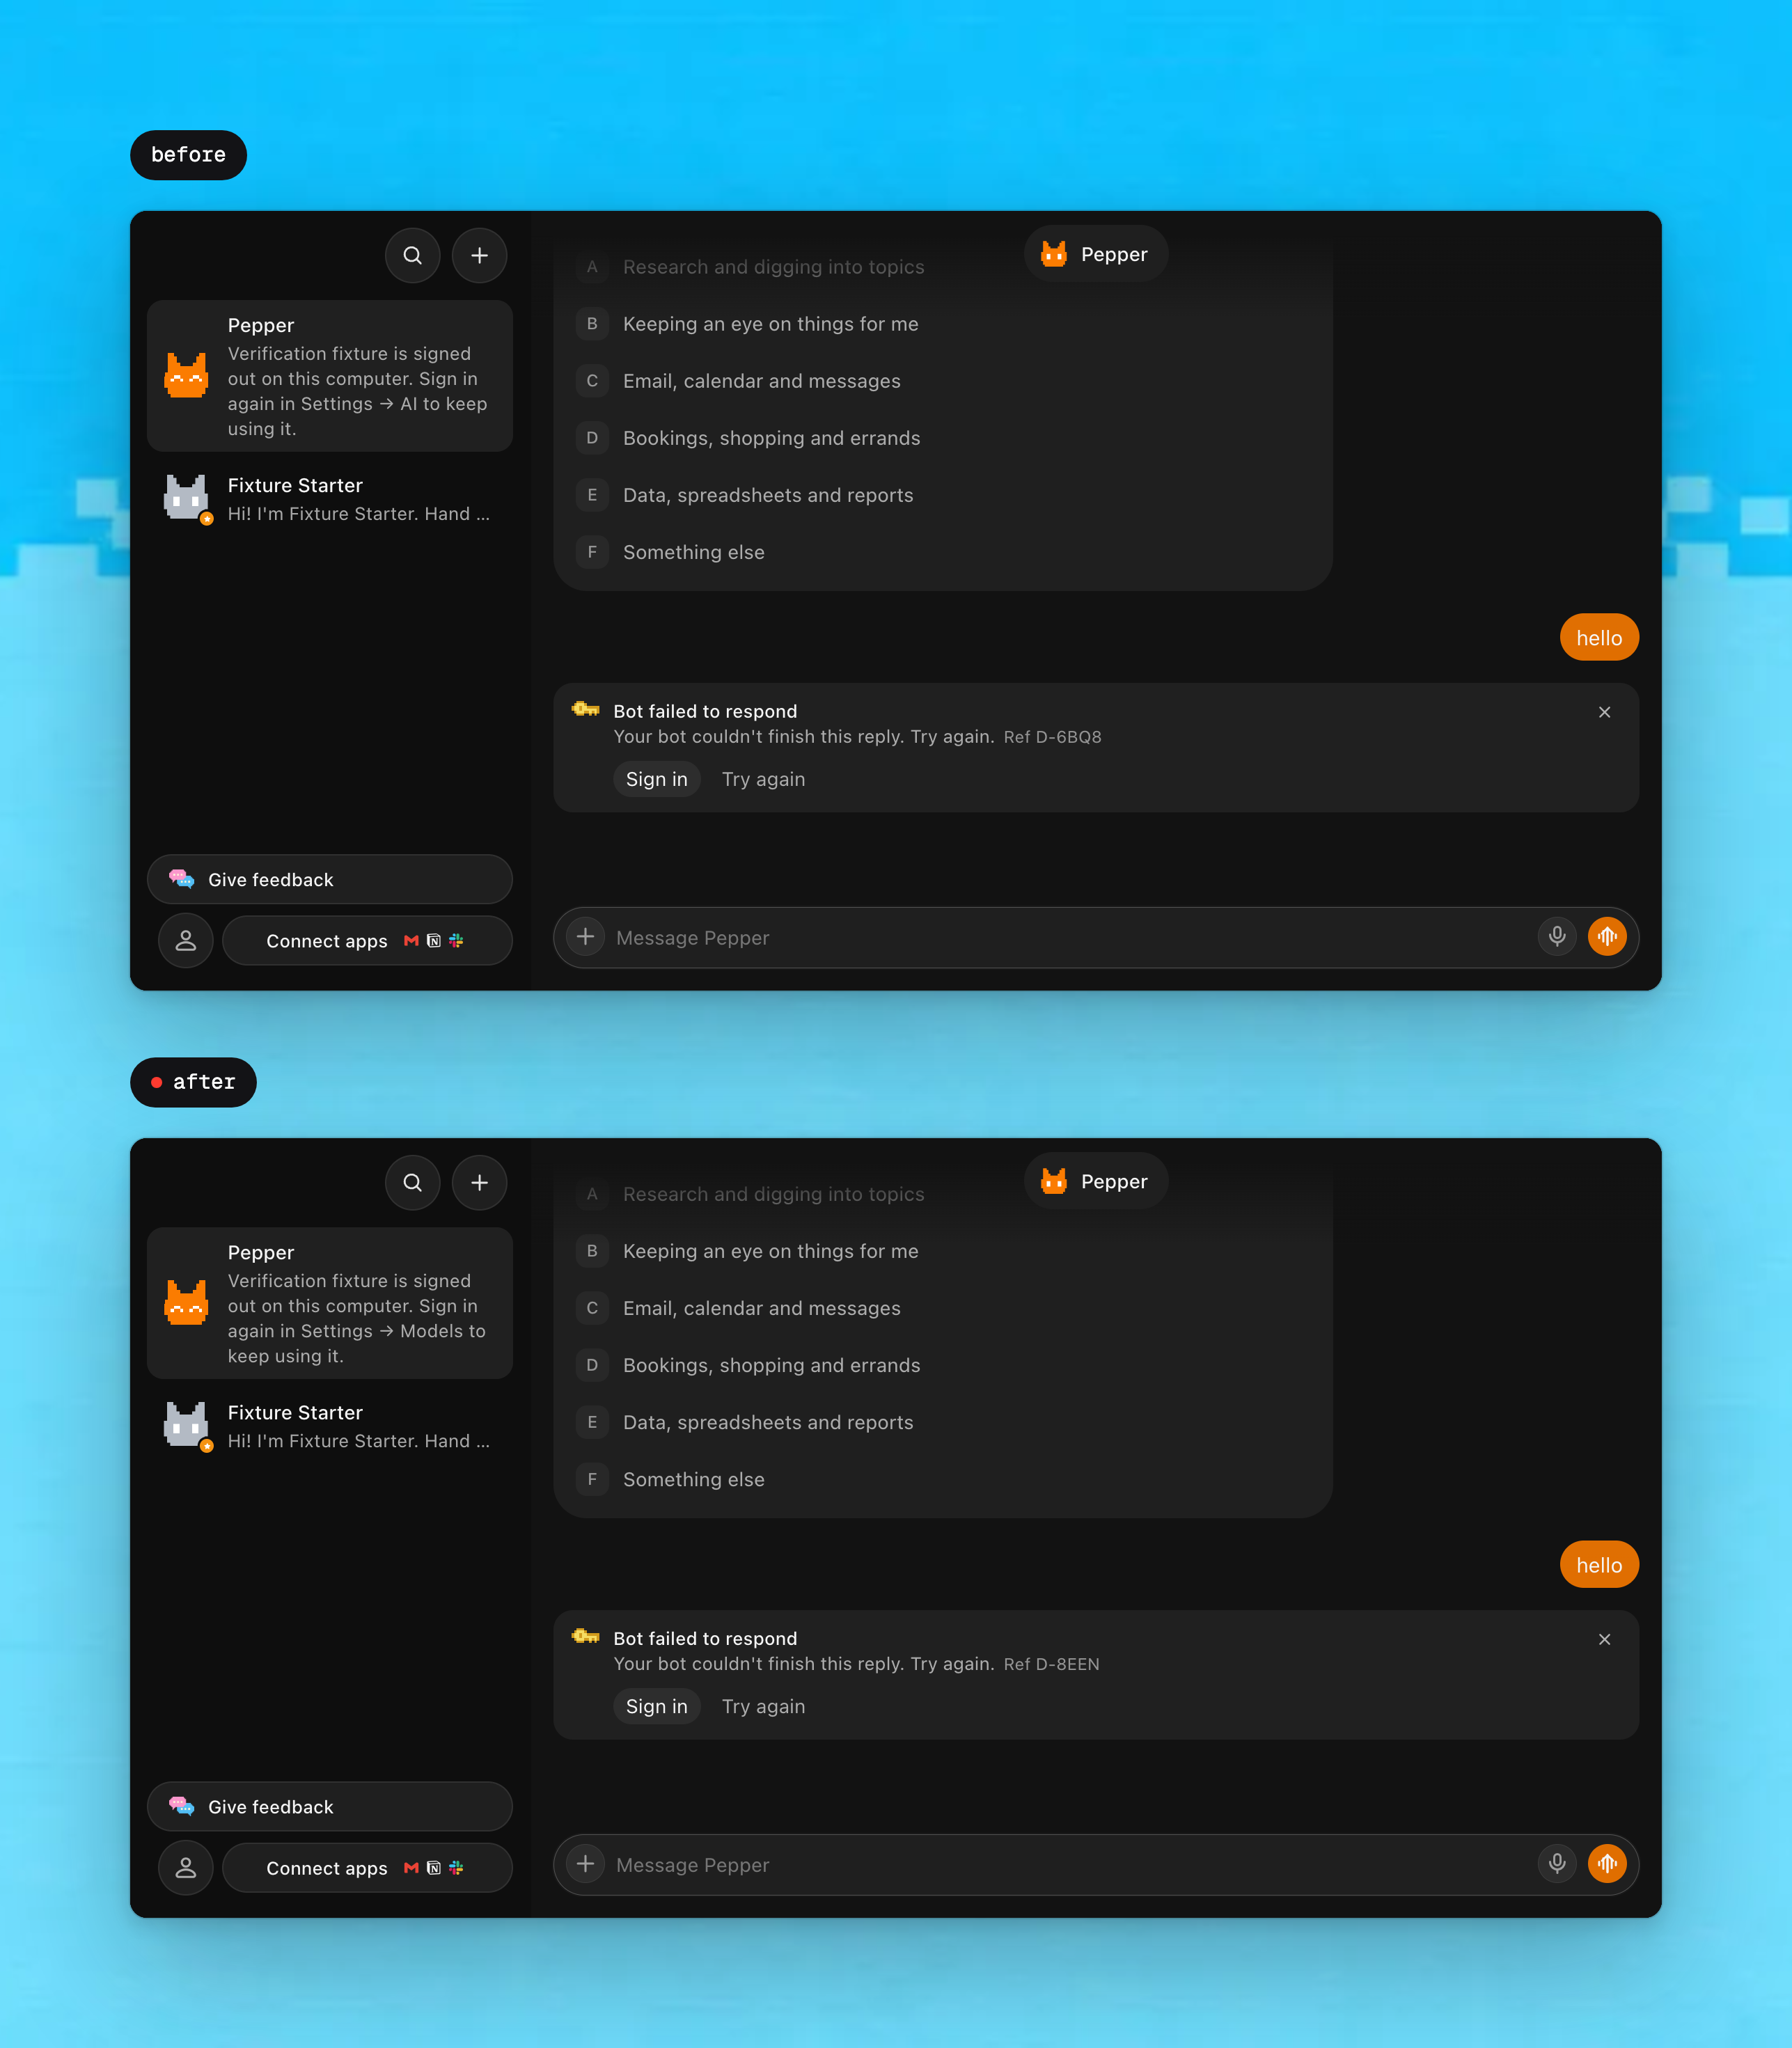 before
Pepper
Verification fixture is signed
out on this computer. Sign in
again in Settings → AI to keep
using it.
Fixture Starter
Hi! I'm Fixture Starter. Hand ...
Give feedback
Connect apps
Pepper
A Research and digging into topics
B Keeping an eye on things for me
C Email, calendar and messages
D Bookings, shopping and errands
E Data, spreadsheets and reports
F Something else
hello
Bot failed to respond
Your bot couldn't finish this reply. Try again. Ref D-6BQ8
Sign in Try again
Message Pepper
after
Pepper
Verification fixture is signed
out on this computer. Sign in
again in Settings → Models to
keep using it.
Fixture Starter
Hi! I'm Fixture Starter. Hand ...
Give feedback
Connect apps
Pepper
A Research and digging into topics
B Keeping an eye on things for me
C Email, calendar and messages
D Bookings, shopping and errands
E Data, spreadsheets and reports
F Something else
hello
Bot failed to respond
Your bot couldn't finish this reply. Try again. Ref D-8EEN
Sign in Try again
Message Pepper